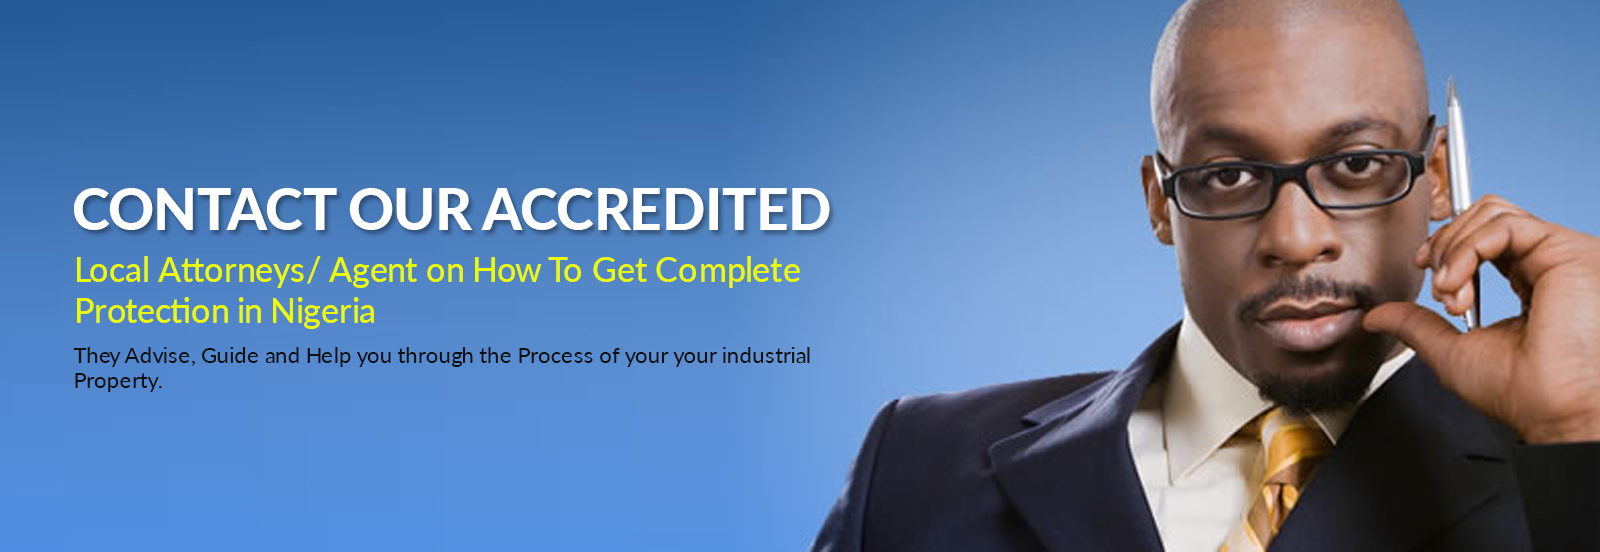 CONTACT OUR ACCREDITED
Local Attorneys/ Agent on How To Get Complete
Protection in Nigeria
They Advise, Guide and Help you through the Process of your your industrial
Property.